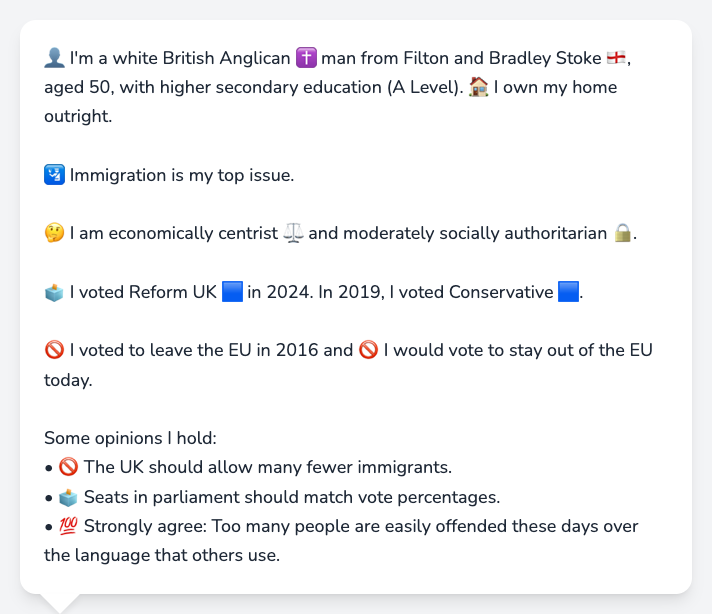 👤 I'm a white British Anglican ✝️ man from Filton and Bradley Stoke 🏴󠁧󠁢󠁥󠁮󠁧󠁿,
aged 50, with higher secondary education (A Level). 🏠 I own my home
outright.
🛂 Immigration is my top issue.
🤔 I am economically centrist ⚖️ and moderately socially authoritarian 🔒.
🗳️ I voted Reform UK 🟦 in 2024. In 2019, I voted Conservative 🟦.
🚫 I voted to leave the EU in 2016 and 🚫 I would vote to stay out of the EU
today.
Some opinions I hold:
• 🚫 The UK should allow many fewer immigrants.
• 🗳️ Seats in parliament should match vote percentages.
• 💯 Strongly agree: Too many people are easily offended these days over
the language that others use.